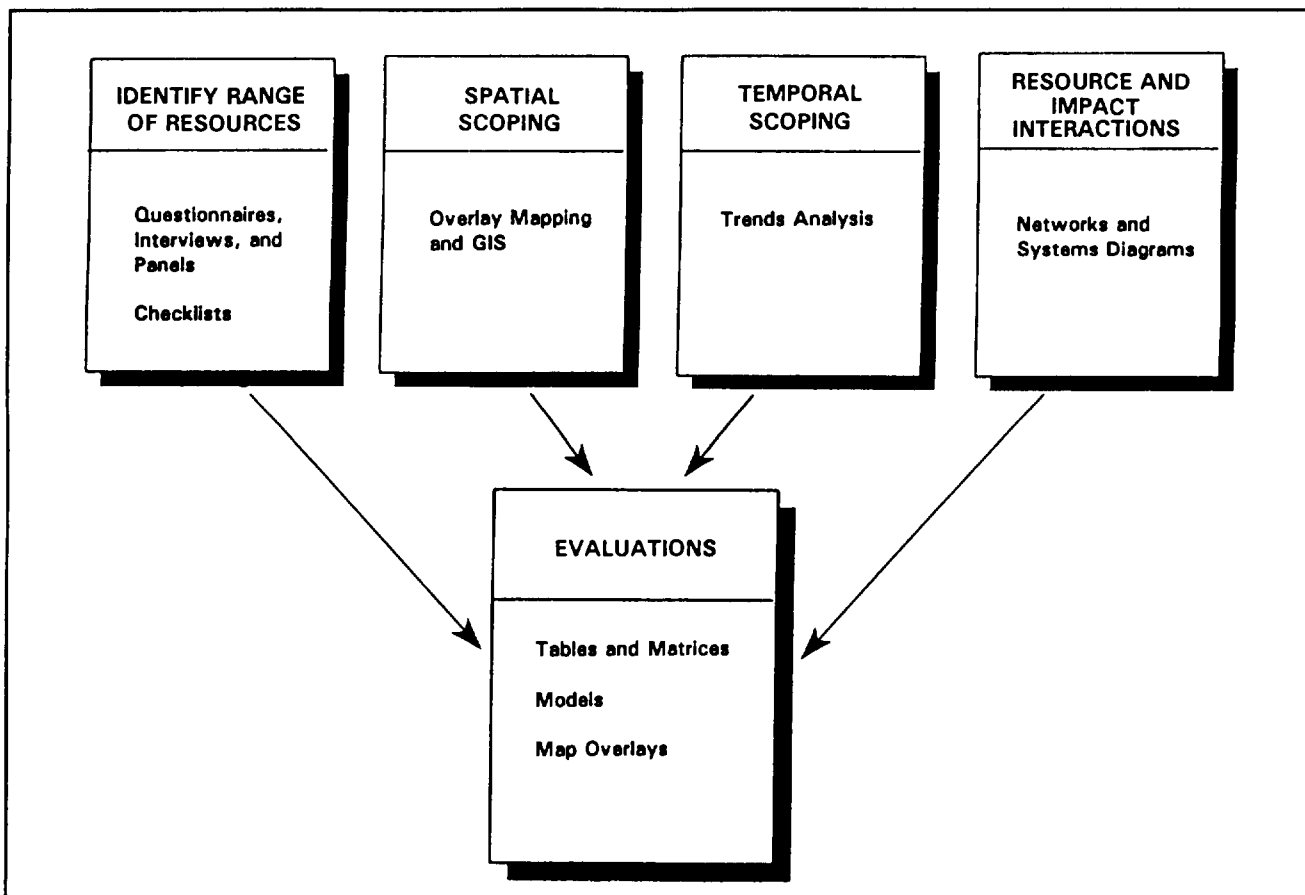 IDENTIFY RANGE
OF RESOURCES
Questionnaires,
Interviews, and
Panels
Checklists
SPATIAL
SCOPING
Overlay Mapping
and GIS
TEMPORAL
SCOPING
Trends Analysis
RESOURCE AND
IMPACT
INTERACTIONS
Networks and
Systems Diagrams
EVALUATIONS
Tables and Matrices
Models
Map Overlays